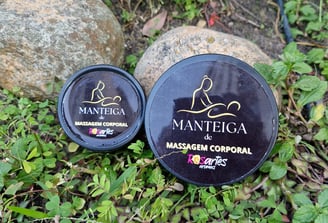 MANTEIGA
de
MASSAGEM CORPORAL
Rosartes
MANTEIGA
de
MASSAGEM CORPORAL
Rosartes